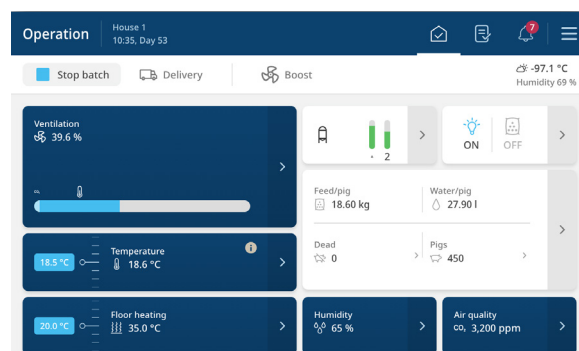 Operation
House 1
10:35, Day 53
7
Stop batch
Delivery
Boost
-97.1 °C
Humidity 69 %
Ventilation
39.6 %
- 2
ON
OFF
Feed/pig
18.60 kg
Water/pig
27.90 l
Dead
0
Pigs
450
18.5 °C
Temperature
18.6 °C
i
20.0 °C
Floor heating
35.0 °C
Humidity
65 %
Air quality
CO₂ 3,200 ppm